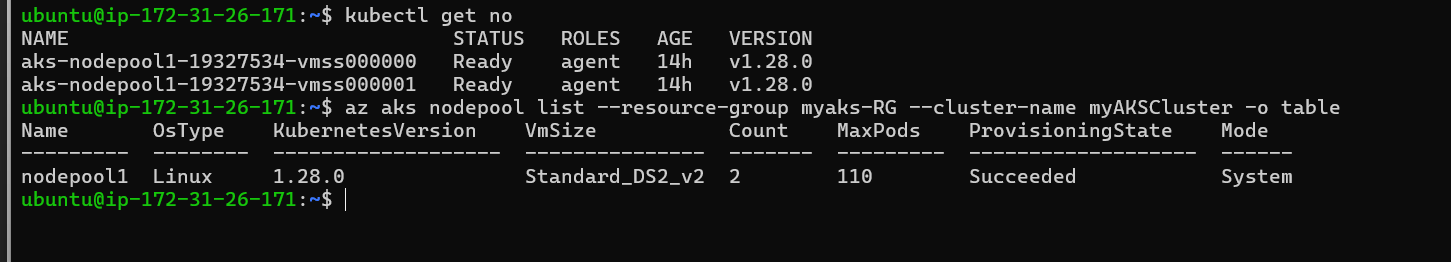 ubuntu@ip-172-31-26-171:~$ kubectl get no
NAME                                STATUS   ROLES   AGE   VERSION
aks-nodepool1-19327534-vmss000000   Ready    agent   14h   v1.28.0
aks-nodepool1-19327534-vmss000001   Ready    agent   14h   v1.28.0
ubuntu@ip-172-31-26-171:~$ az aks nodepool list --resource-group myaks-RG --cluster-name myAKSCluster -o table
Name       OsType    KubernetesVersion    VmSize           Count    MaxPods    ProvisioningState    Mode
---------  --------  -------------------  ---------------  -------  ---------  -------------------  ------
nodepool1  Linux     1.28.0               Standard_DS2_v2  2        110        Succeeded            System
ubuntu@ip-172-31-26-171:~$